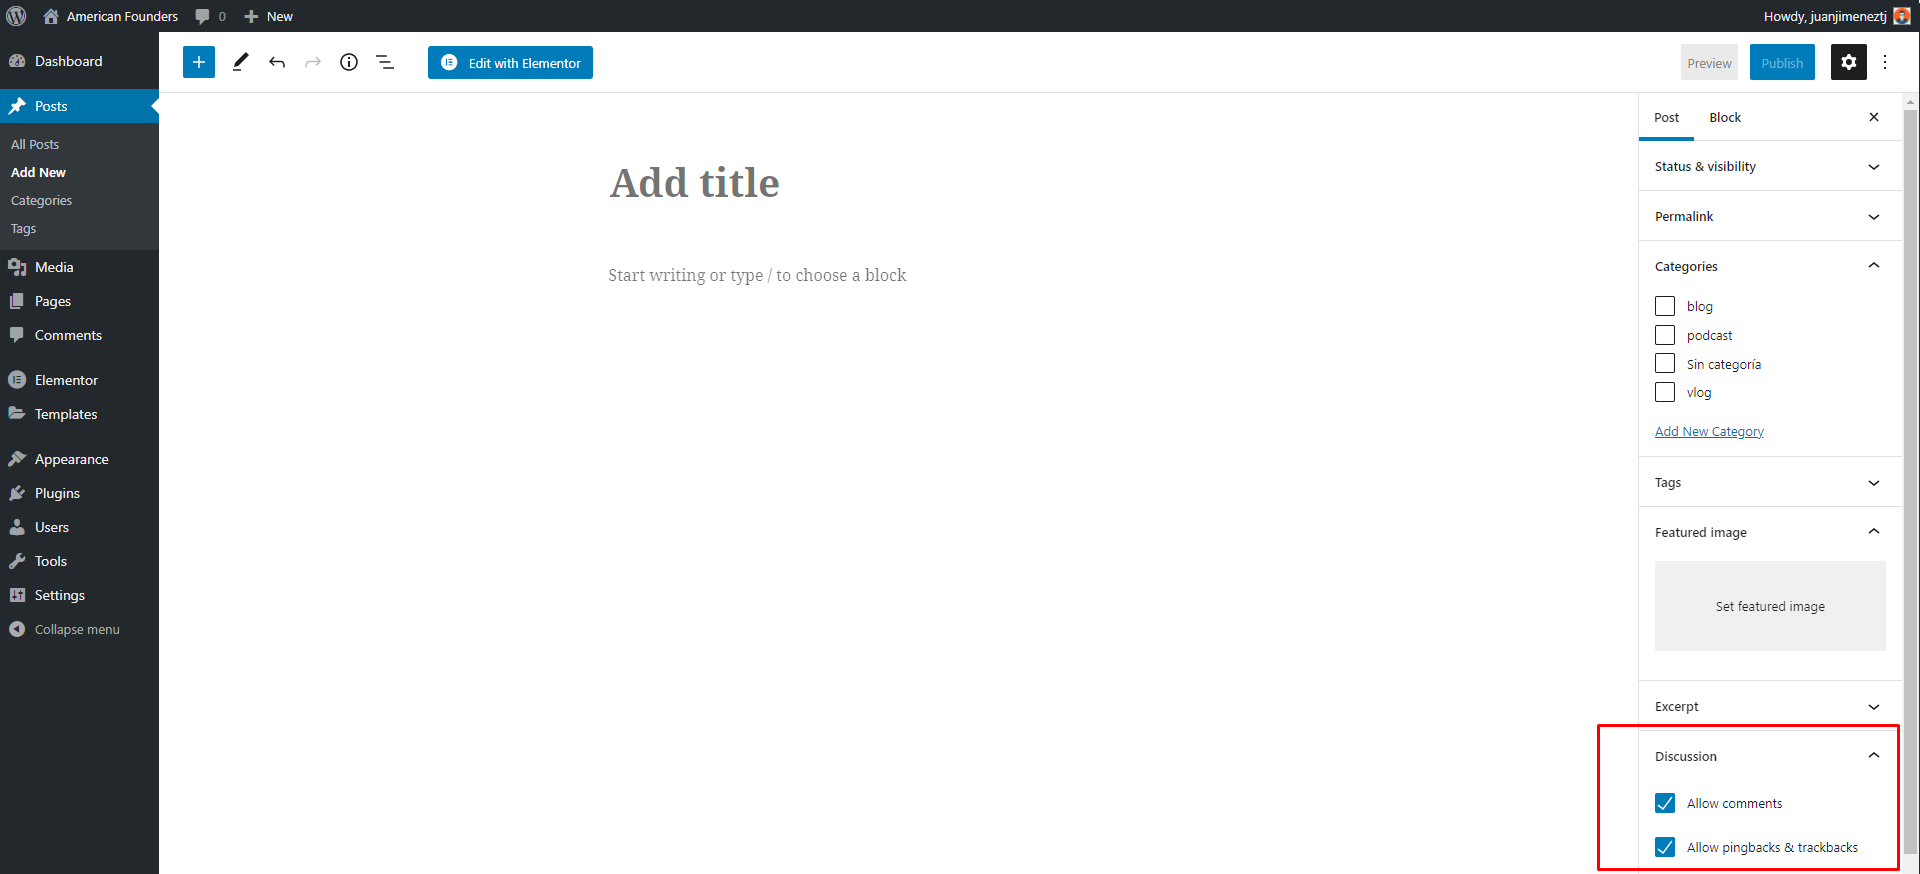 American Founders
0
New
Howdy, juanjimeneztj
Dashboard
Posts
All Posts
Add New
Categories
Tags
Media
Pages
Comments
Elementor
Templates
Appearance
Plugins
Users
Tools
Settings
Collapse menu
Edit with Elementor
Preview
Publish
Add title
Start writing or type / to choose a block
Post
Block
Status & visibility
Permalink
Categories
blog
podcast
Sin categoría
vlog
Add New Category
Tags
Featured image
Set featured image
Excerpt
Discussion
Allow comments
Allow pingbacks & trackbacks